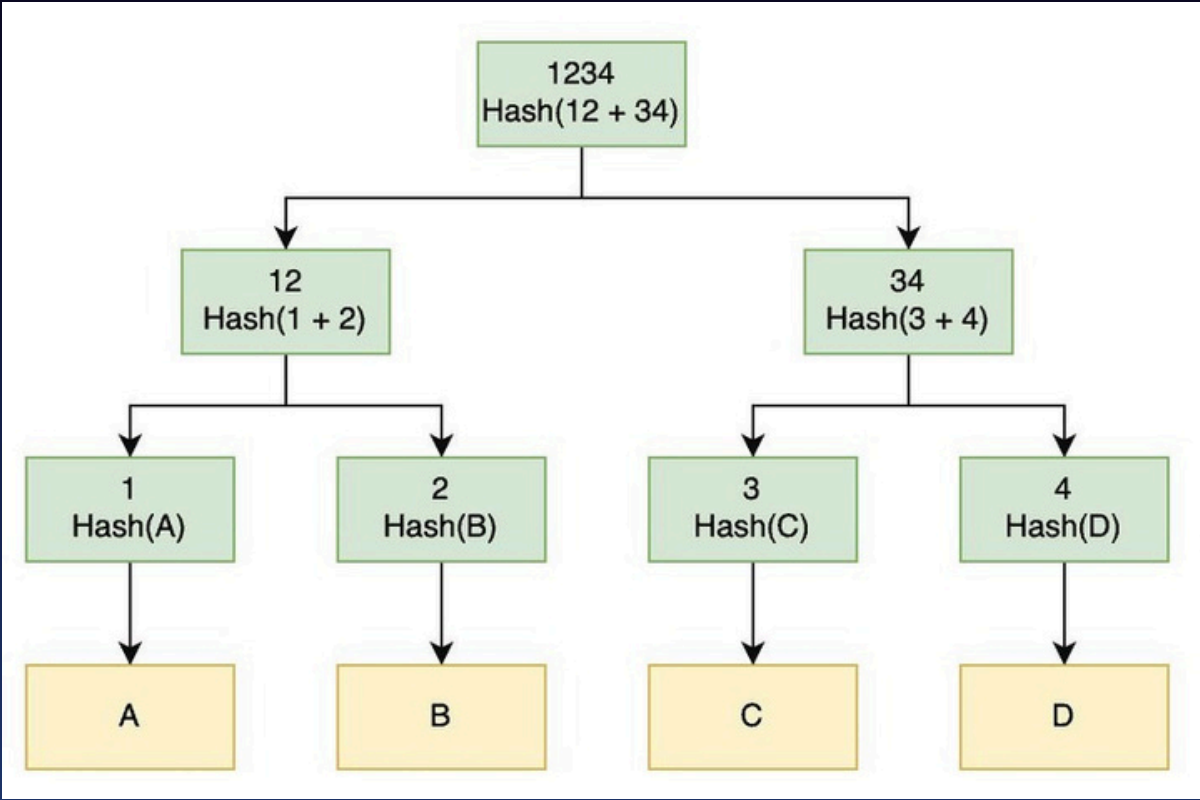 1234
Hash(12 + 34)
12
Hash(1 + 2)
34
Hash(3 + 4)
1
Hash(A)
2
Hash(B)
3
Hash(C)
4
Hash(D)
A
B
C
D